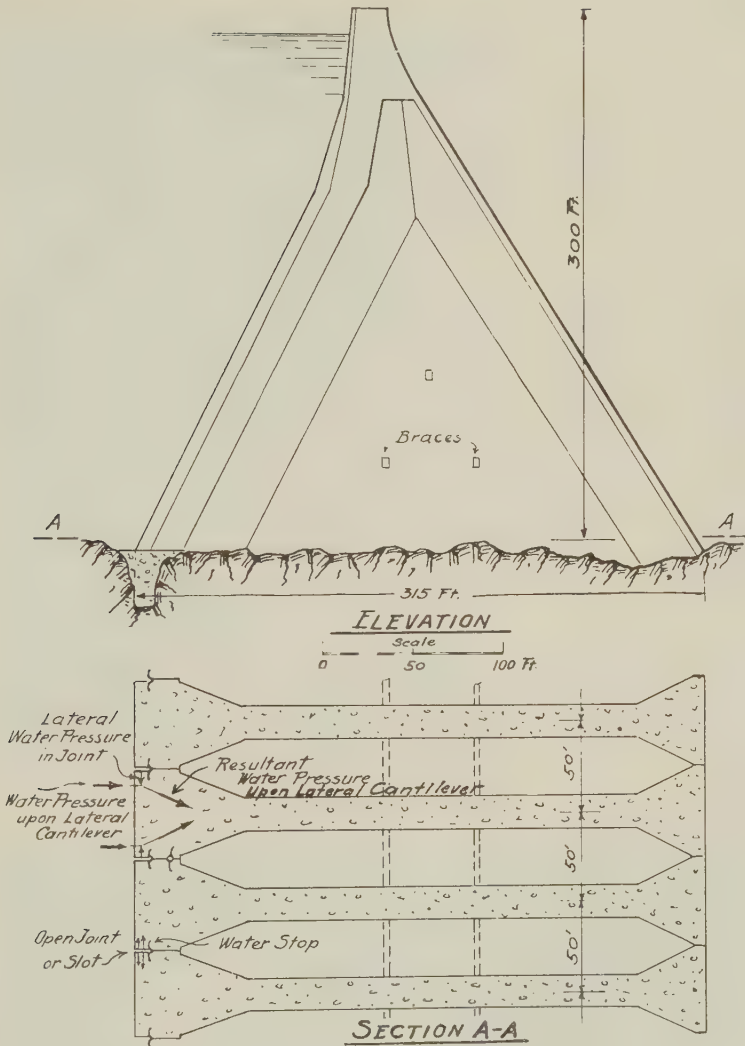 300 Ft.
Braces
A
A
315 Ft.
ELEVATION
Scale
0 50 100 Ft.
Lateral
Water Pressure
in Joint
Resultant
Water Pressure
upon Lateral Cantilever
Water Pressure
upon Lateral
Cantilever
50'
50'
50'
Open Joint
or Slot
Water Stop
SECTION A-A